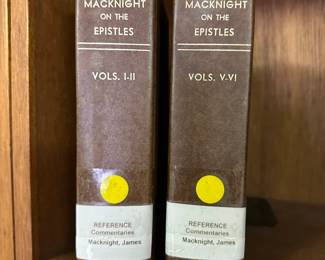 MACKNIGHT
ON THE
EPISTLES
VOLS. I-II
REFERENCE
Commentaries
Macknight, James
MACKNIGHT
ON THE
EPISTLES
VOLS. V-VI
REFERENCE
Commentaries
Macknight, James